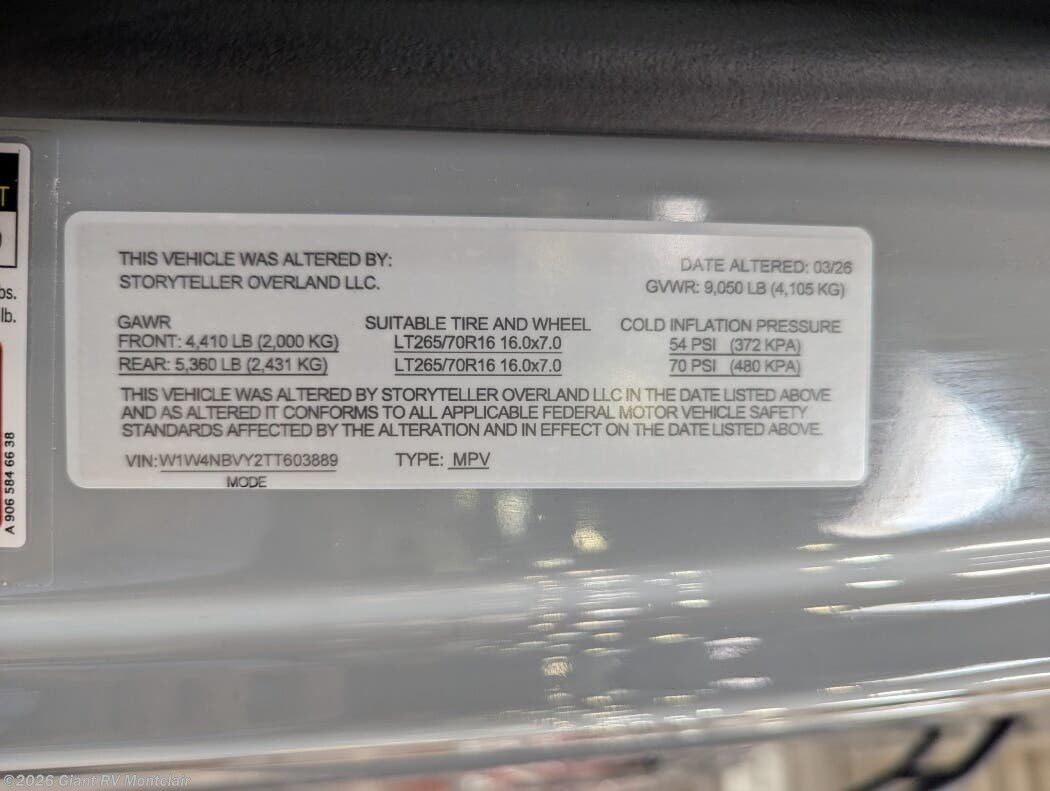 T
bs.
lb.
A 906 584 66 38
THIS VEHICLE WAS ALTERED BY:
STORYTELLER OVERLAND LLC.
DATE ALTERED: 03/26
GVWR: 9,050 LB (4,105 KG)
GAWR SUITABLE TIRE AND WHEEL COLD INFLATION PRESSURE
FRONT: 4,410 LB (2,000 KG) LT265/70R16 16.0x7.0 54 PSI (372 KPA)
REAR: 5,360 LB (2,431 KG) LT265/70R16 16.0x7.0 70 PSI (480 KPA)
THIS VEHICLE WAS ALTERED BY STORYTELLER OVERLAND LLC IN THE DATE LISTED ABOVE
AND AS ALTERED IT CONFORMS TO ALL APPLICABLE FEDERAL MOTOR VEHICLE SAFETY
STANDARDS AFFECTED BY THE ALTERATION AND IN EFFECT ON THE DATE LISTED ABOVE.
VIN: W1W4NBVY2TT603889 TYPE: MPV
MODE
©2026 Giant RV Montclair